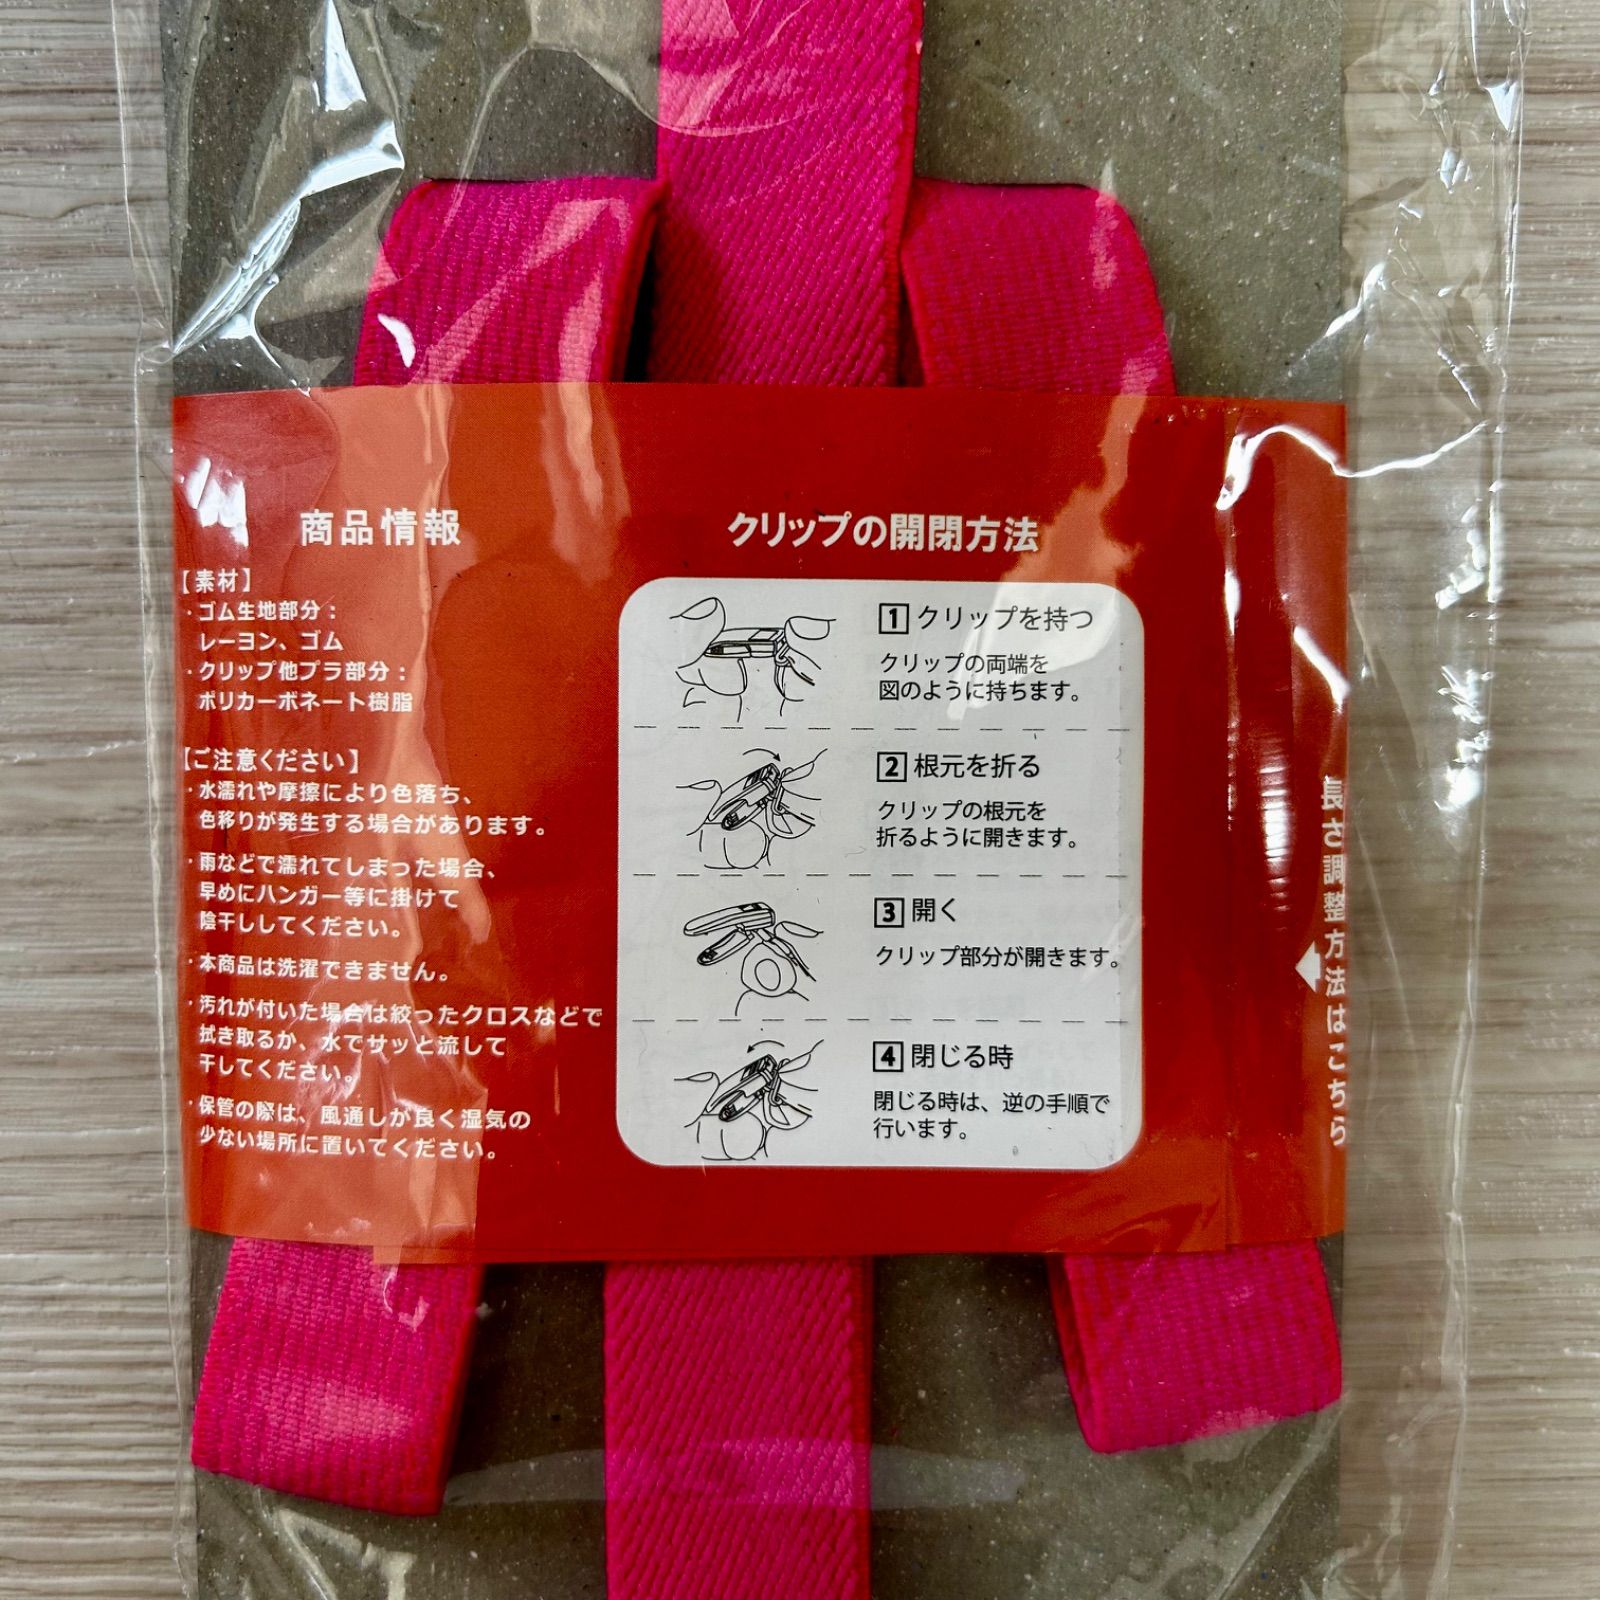 商品情報
【素材】
・ゴム生地部分：
レーヨン、ゴム
・クリップ他プラ部分：
ポリカーボネート樹脂
【ご注意ください】
・水濡れや摩擦により色落ち、
色移りが発生する場合があります。
・雨などで濡れてしまった場合、
早めにハンガー等に掛けて
陰干ししてください。
・本商品は洗濯できません。
・汚れが付いた場合は絞ったクロスなどで
拭き取るか、水でサッと流して
干してください。
・保管の際は、風通しが良く湿気の
少ない場所に置いてください。
クリップの開閉方法
1 クリップを持つ
クリップの両端を
図のように持ちます。
2 根元を折る
クリップの根元を
折るように開きます。
3 開く
クリップ部分が開きます。
4 閉じる時
閉じる時は、逆の手順で
行います。
長さ調整方法はこちら